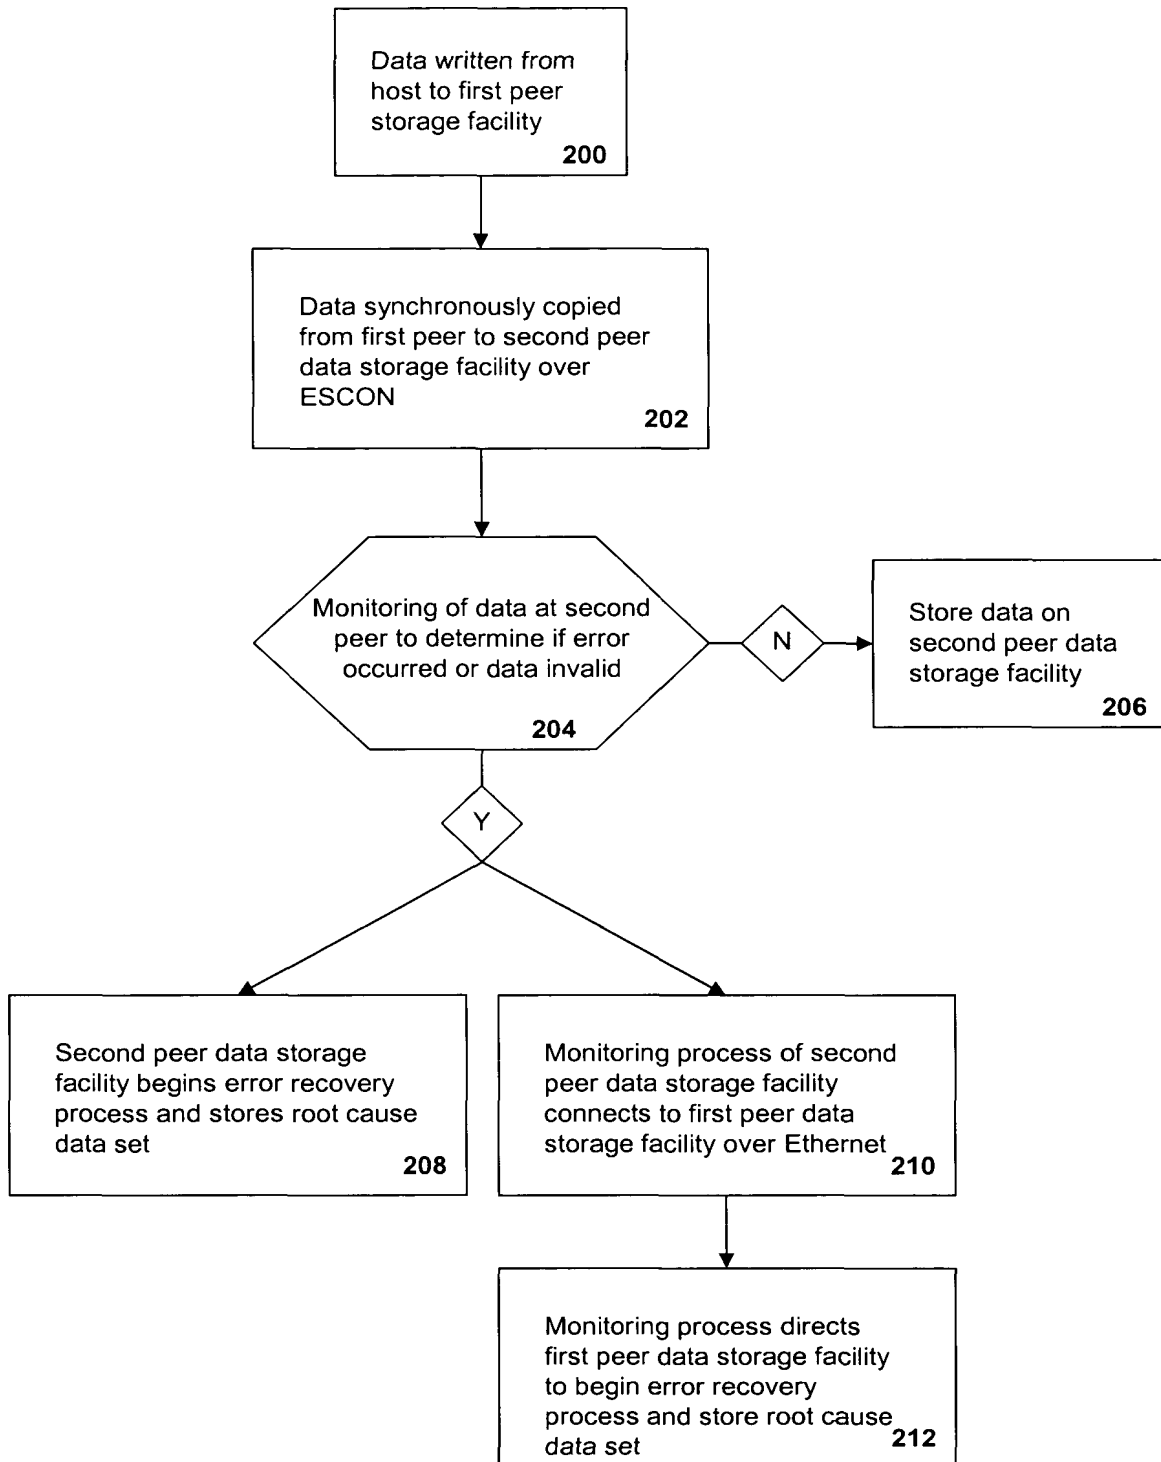 Data written from
host to first peer
storage facility
200
Data synchronously copied
from first peer to second peer
data storage facility over
ESCON
202
Monitoring of data at second
peer to determine if error
occurred or data invalid
204
N
Store data on
second peer data
storage facility
206
Y
Second peer data storage
facility begins error recovery
process and stores root cause
data set
208
Monitoring process of second
peer data storage facility
connects to first peer data
storage facility over Ethernet
210
Monitoring process directs
first peer data storage facility
to begin error recovery
process and store root cause
data set
212